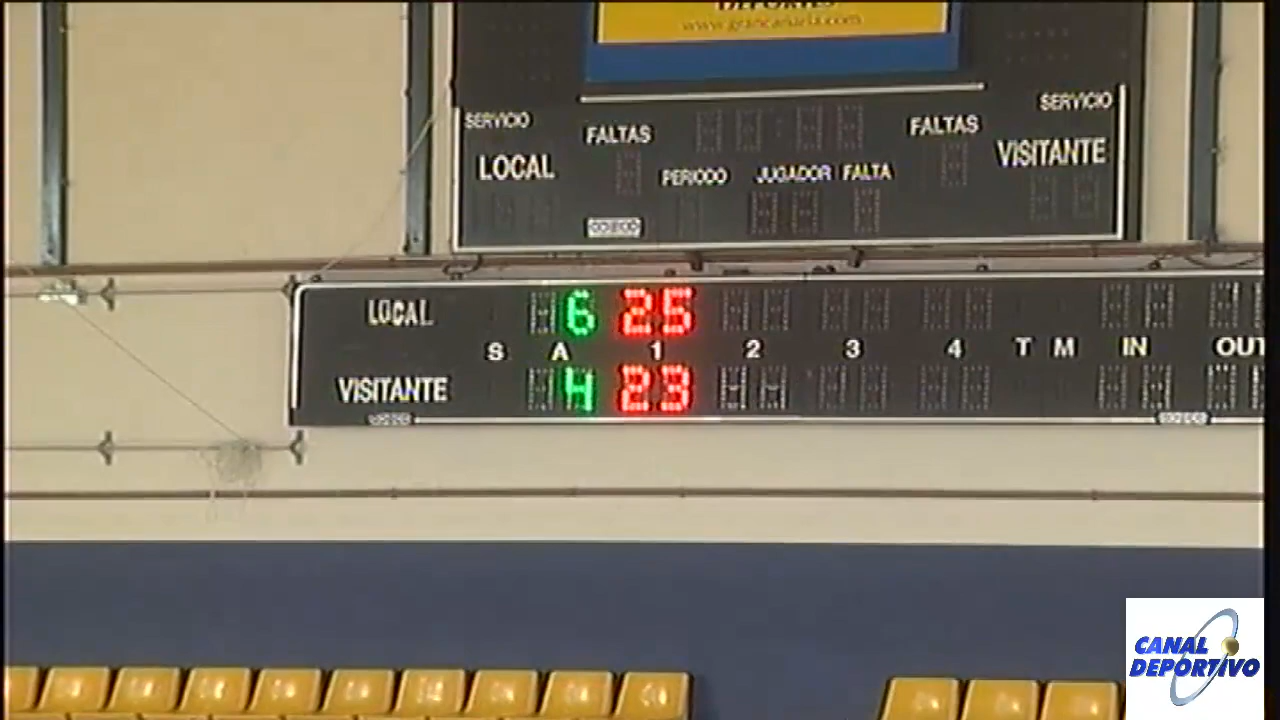 DEPORTES
www.grancanaria.com
SERVICIO
SERVICIO
FALTAS
FALTAS
LOCAL
VISITANTE
PERIODO
JUGADOR
FALTA
LOCAL
6
25
S
A
1
2
3
4
T
M
IN
OUT
VISITANTE
4
23
CANAL
DEPORTIVO